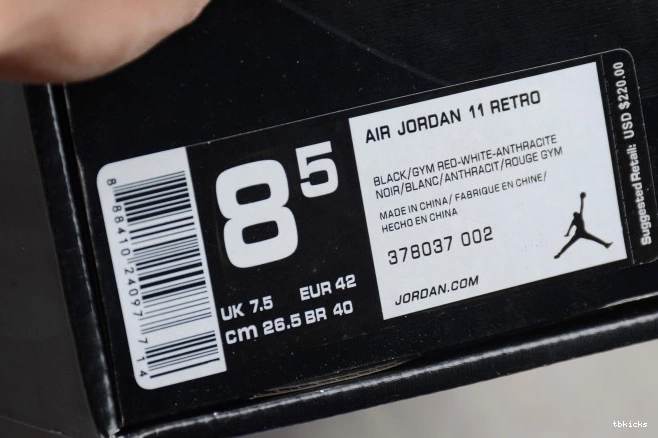 8 88410 24097 7 14
8 5
UK 7.5 EUR 42
cm 26.5 BR 40
AIR JORDAN 11 RETRO
BLACK/GYM RED-WHITE-ANTHRACITE
NOIR/BLANC/ANTHRACIT/ROUGE GYM
MADE IN CHINA/ FABRIQUE EN CHINE/
HECHO EN CHINA
378037 002
JORDAN.COM
Suggested Retail: USD $220.00
tbkicks